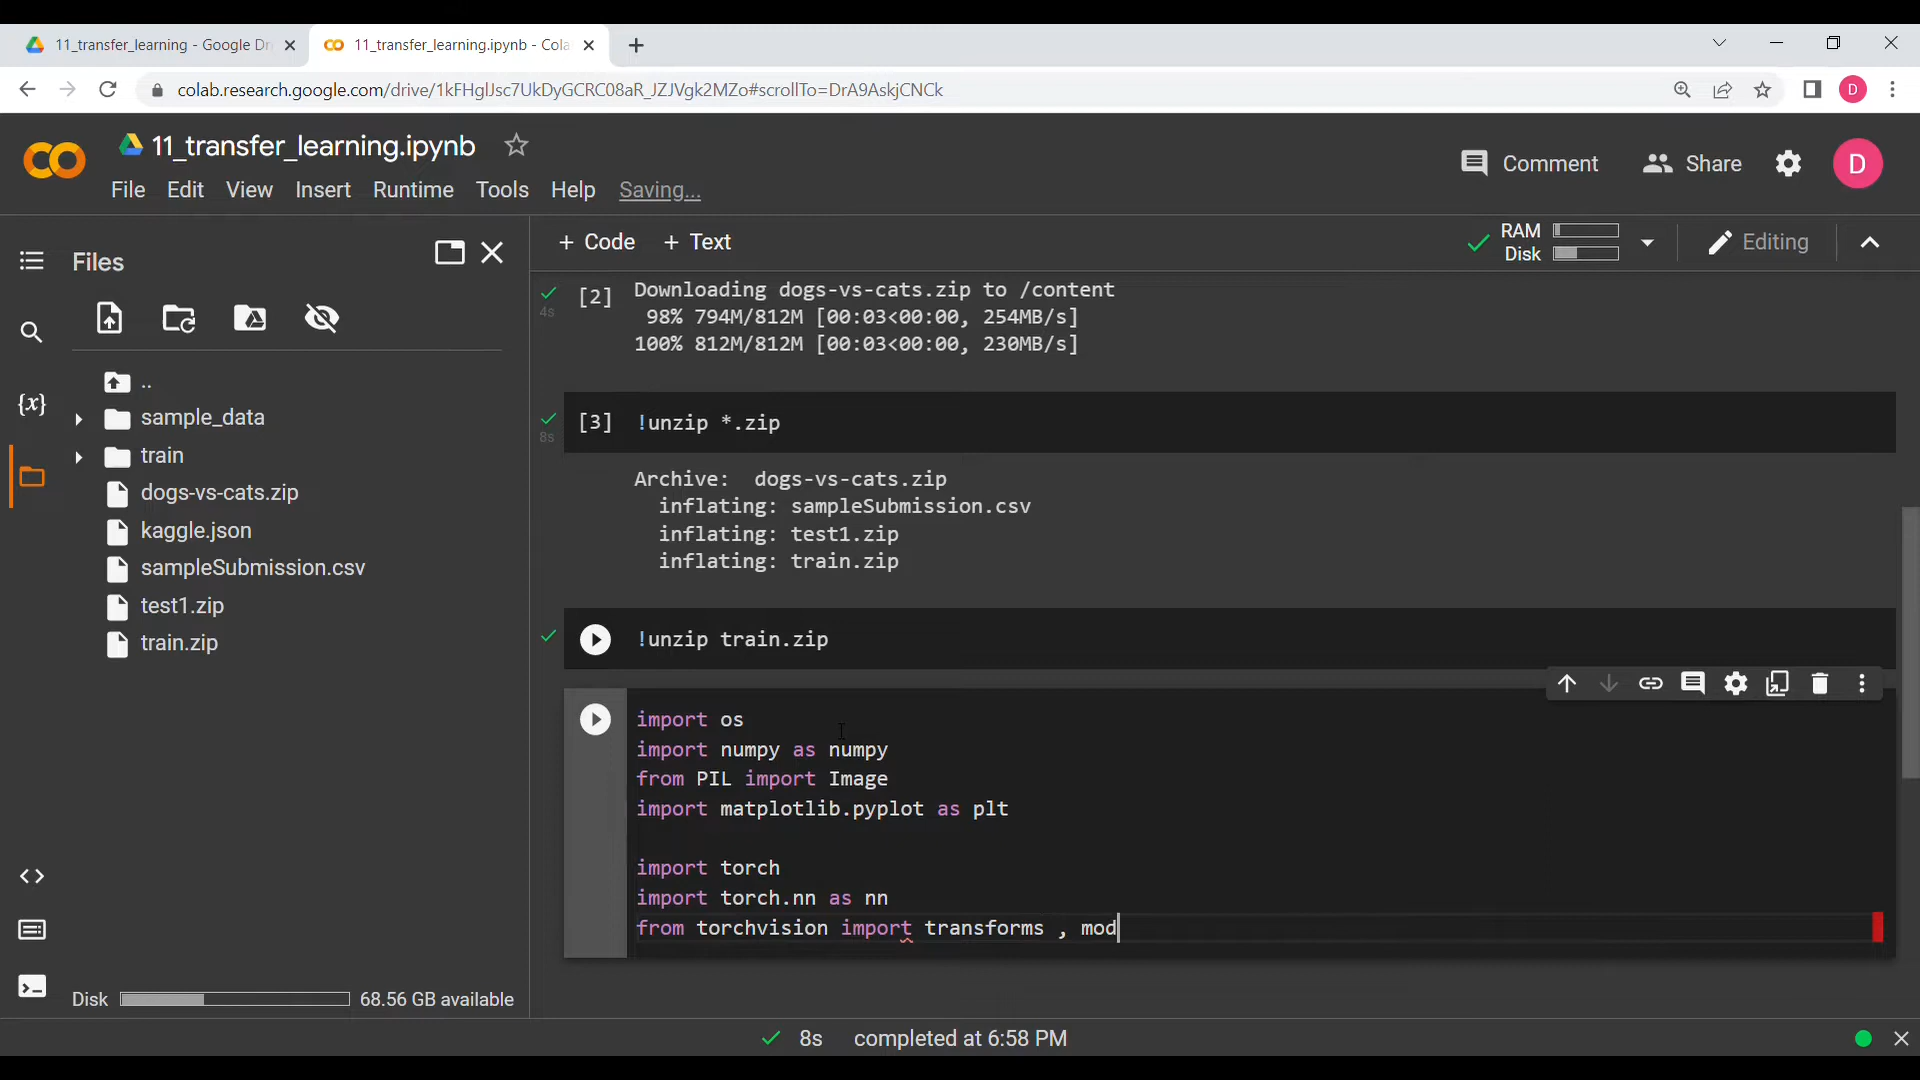 11_transfer_learning - Google Dr
11_transfer_learning.ipynb - Cola
colab.research.google.com/drive/1kFHglJsc7UkDyGCRC08aR_JZJVgk2MZo#scrollTo=DrA9AskjCNCk
D
11_transfer_learning.ipynb
Comment
Share
D
File Edit View Insert Runtime Tools Help Saving...
Files
+ Code + Text
RAM
Disk
Editing
..
sample_data
train
dogs-vs-cats.zip
kaggle.json
sampleSubmission.csv
test1.zip
train.zip
{x}
Disk 68.56 GB available
4s
[2]
Downloading dogs-vs-cats.zip to /content
98% 794M/812M [00:03<00:00, 254MB/s]
100% 812M/812M [00:03<00:00, 230MB/s]
8s
[3] !unzip *.zip
Archive: dogs-vs-cats.zip
inflating: sampleSubmission.csv
inflating: test1.zip
inflating: train.zip
!unzip train.zip
import os
import numpy as numpy
from PIL import Image
import matplotlib.pyplot as plt
import torch
import torch.nn as nn
from torchvision import transforms , mod
8s completed at 6:58 PM